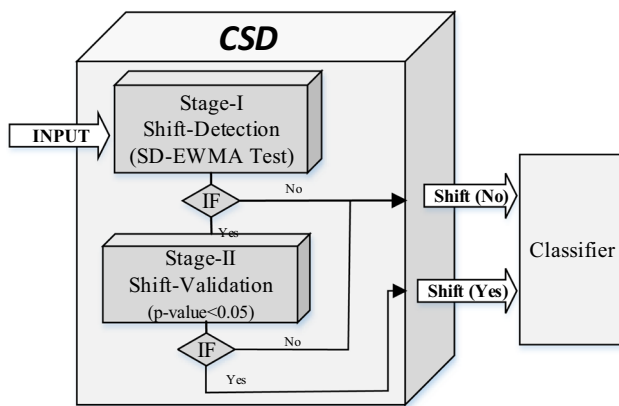 CSD
INPUT
Stage-I
Shift-Detection
(SD-EWMA Test)
IF
No
Yes
Stage-II
Shift-Validation
(p-value<0.05)
IF
No
Yes
Shift (No)
Shift (Yes)
Classifier